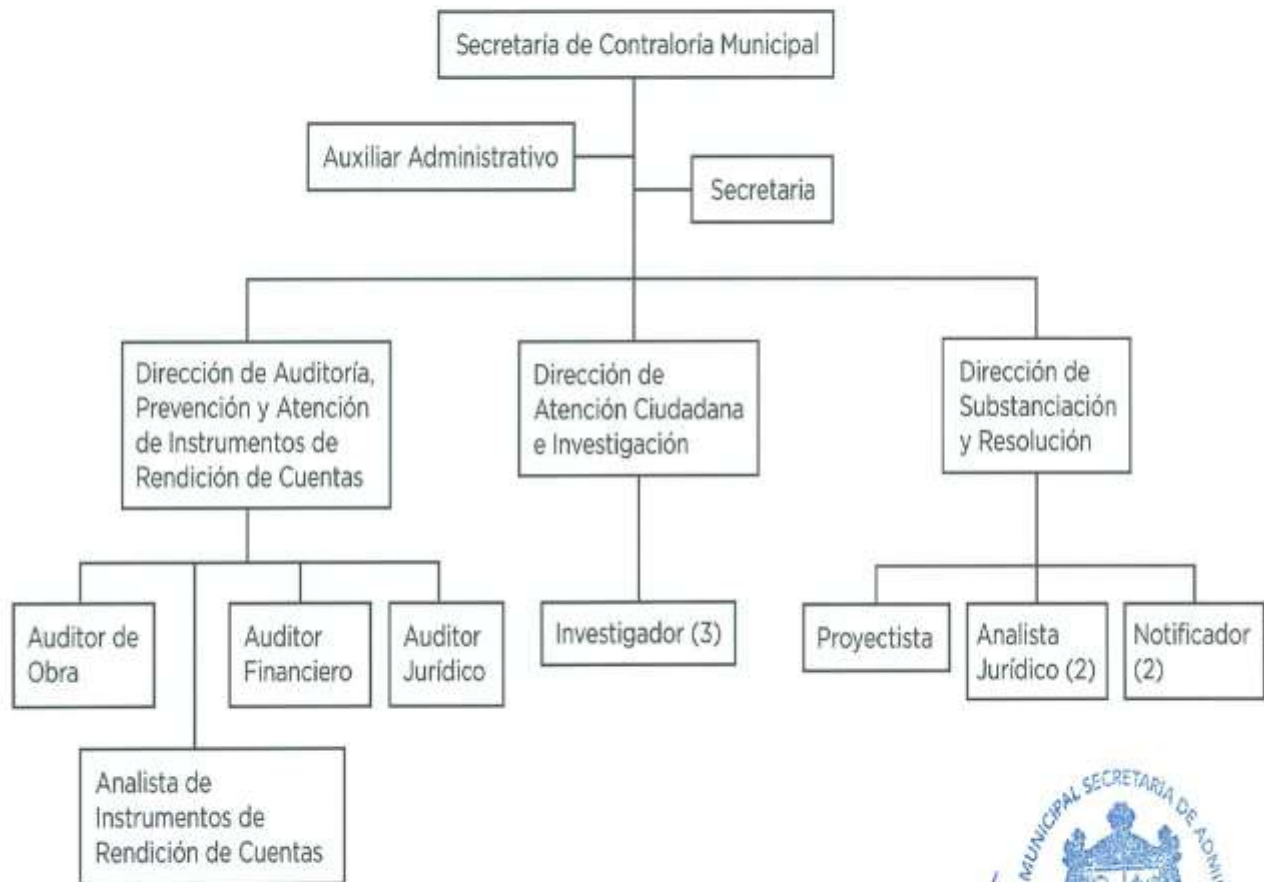 Secretaría de Contraloría Municipal
Auxiliar Administrativo
Secretaria
Dirección de Auditoría,
Prevención y Atención
de Instrumentos de
Rendición de Cuentas
Dirección de
Atención Ciudadana
e Investigación
Dirección de
Substanciación
y Resolución
Auditor de
Obra
Auditor
Financiero
Auditor
Jurídico
Investigador (3)
Proyectista
Analista
Jurídico (2)
Notificador
(2)
Analista de
Instrumentos de
Rendición de Cuentas
MUNICIPAL SECRETARÍA DE